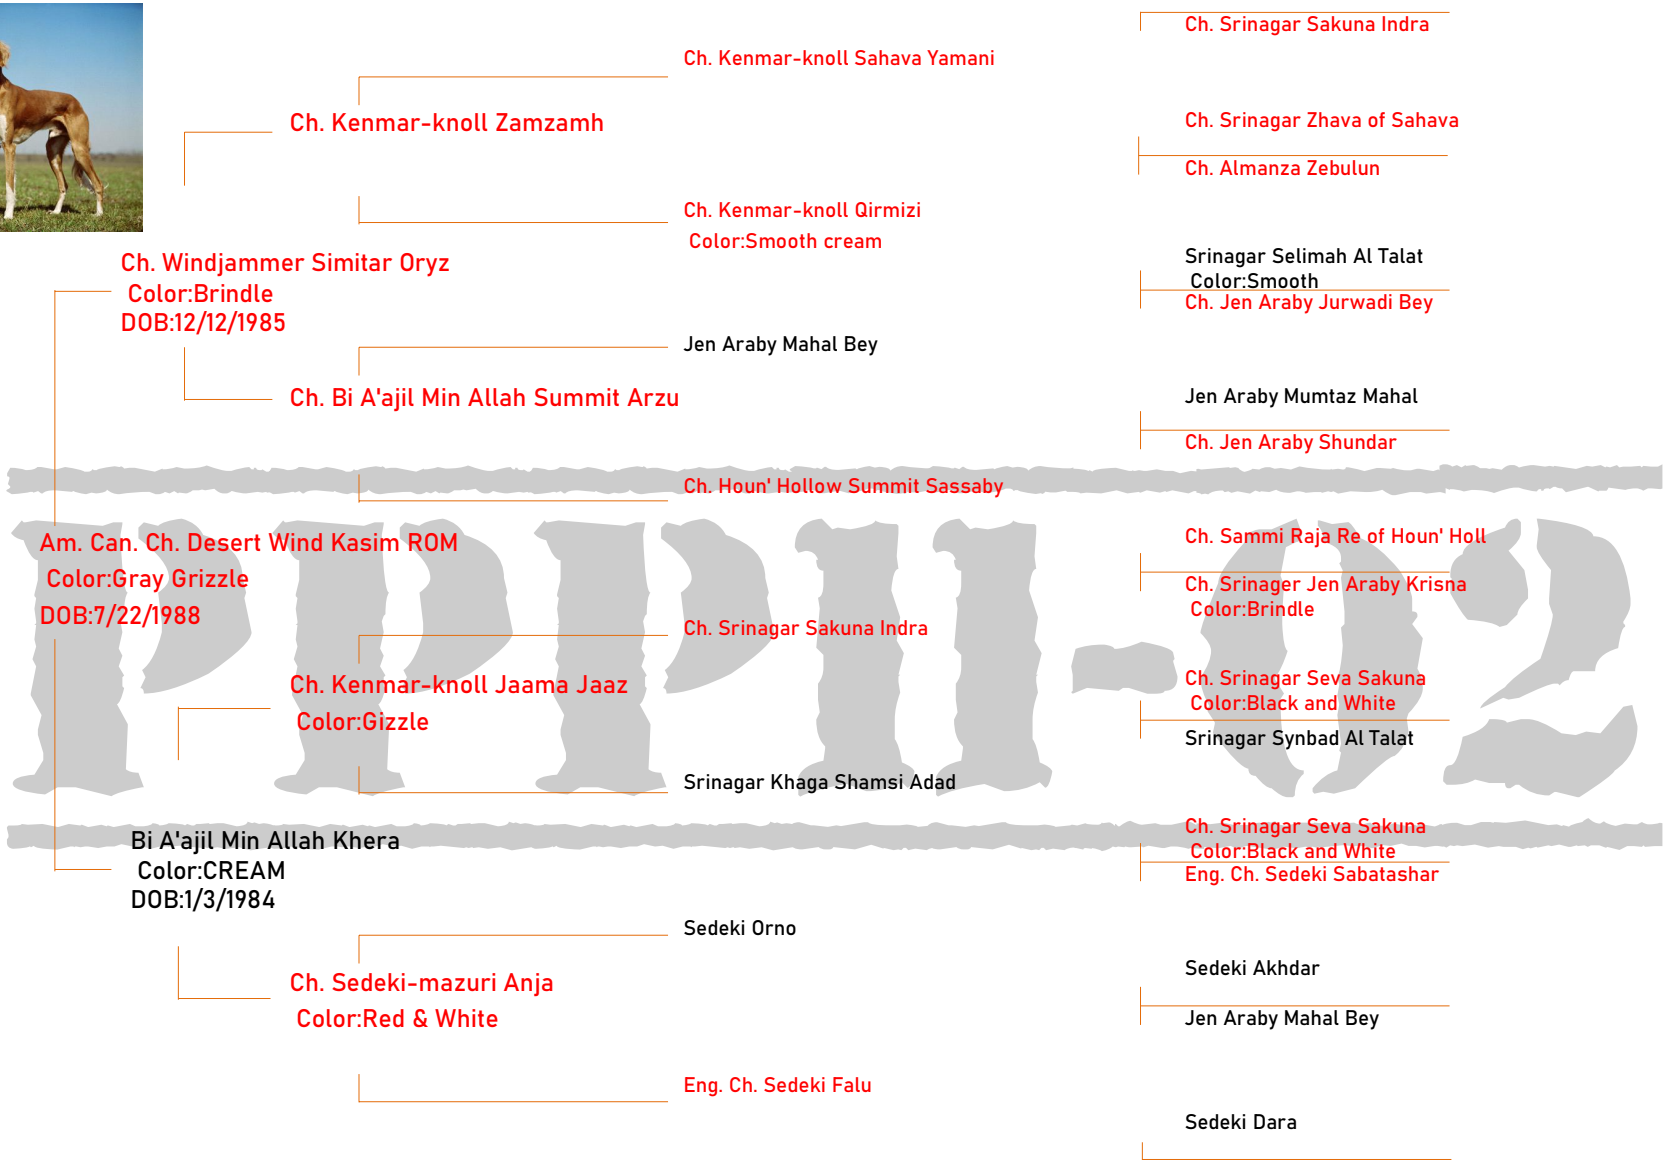 Ch. Srinagar Sakuna Indra
Ch. Kenmar-knoll Sahava Yamani
Ch. Kenmar-knoll Zamzamh
Ch. Srinagar Zhava of Sahava
Ch. Almanza Zebulun
Ch. Kenmar-knoll Qirmizi
Color:Smooth cream
Ch. Windjammer Simitar Oryz
Color:Brindle
DOB:12/12/1985
Srinagar Selimah Al Talat
Color:Smooth
Ch. Jen Araby Jurwadi Bey
Jen Araby Mahal Bey
Ch. Bi A'ajil Min Allah Summit Arzu
Jen Araby Mumtaz Mahal
Ch. Jen Araby Shundar
Ch. Houn' Hollow Summit Sassaby
Am. Can. Ch. Desert Wind Kasim ROM
Color:Gray Grizzle
DOB:7/22/1988
Ch. Sammi Raja Re of Houn' Holl
Ch. Srinager Jen Araby Krisna
Color:Brindle
Ch. Srinagar Sakuna Indra
Ch. Kenmar-knoll Jaama Jaaz
Color:Gizzle
Ch. Srinagar Seva Sakuna
Color:Black and White
Srinagar Synbad Al Talat
Srinagar Khaga Shamsi Adad
Bi A'ajil Min Allah Khera
Color:CREAM
DOB:1/3/1984
Ch. Srinagar Seva Sakuna
Color:Black and White
Eng. Ch. Sedeki Sabatashar
Sedeki Orno
Ch. Sedeki-mazuri Anja
Color:Red & White
Sedeki Akhdar
Jen Araby Mahal Bey
Eng. Ch. Sedeki Falu
Sedeki Dara